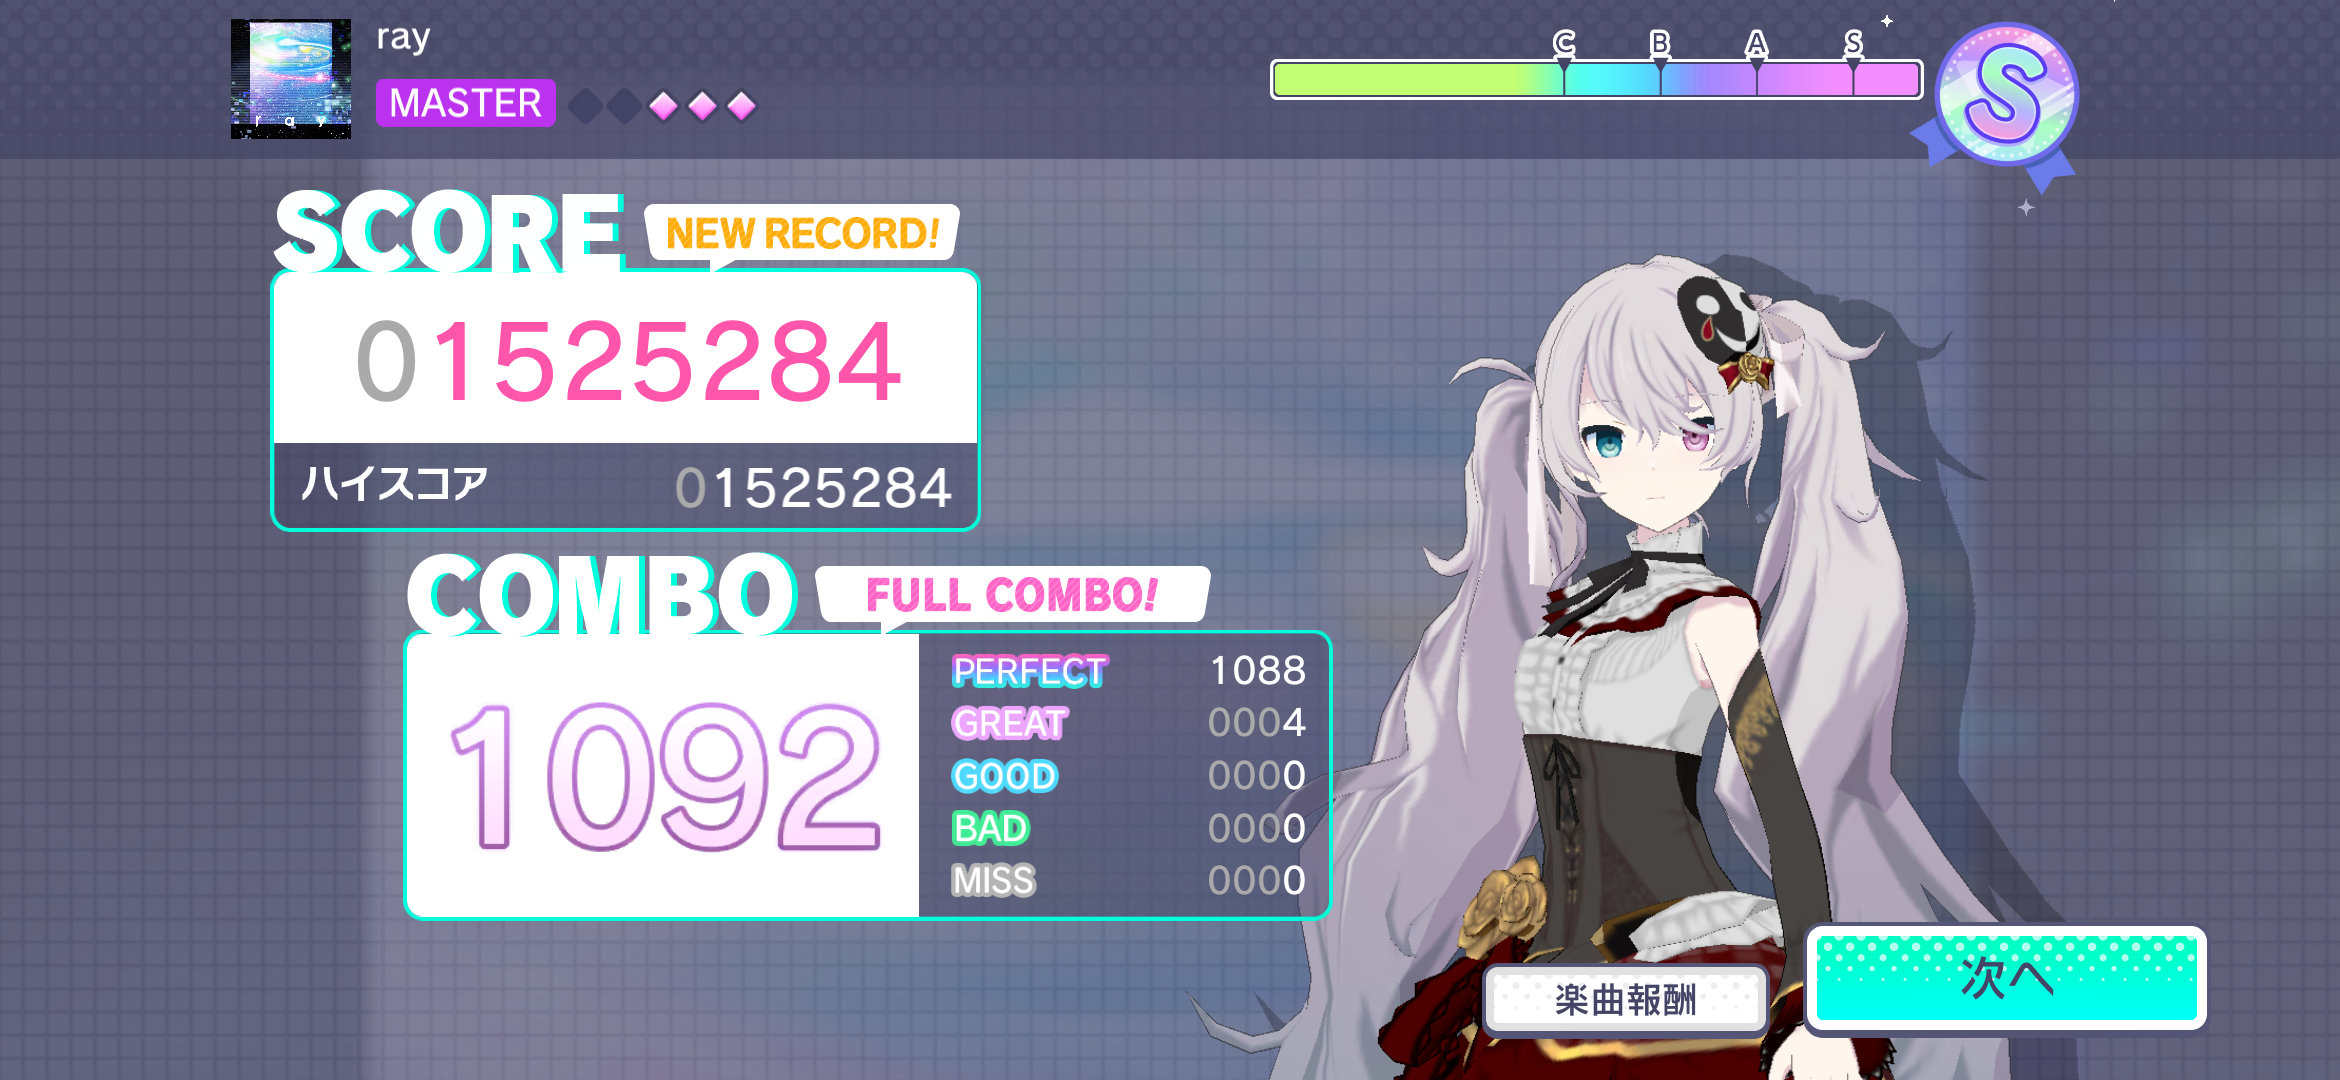 ray
MASTER
C B A S
S
r a y
SCORE NEW RECORD!
01525284
ハイスコア 01525284
COMBO FULL COMBO!
1092
PERFECT 1088
GREAT 0004
GOOD 0000
BAD 0000
MISS 0000
楽曲報酬
次へ